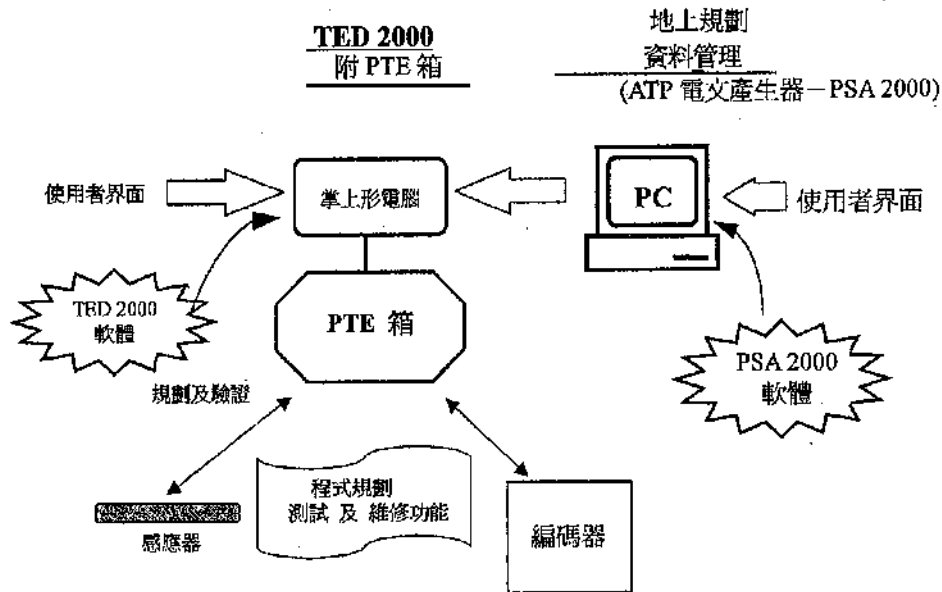 TED 2000
附 PTE 箱
地上規劃
資料管理
(ATP 電文產生器－PSA 2000)
使用者界面
掌上形電腦
PC
使用者界面
TED 2000
軟體
PTE 箱
PSA 2000
軟體
規劃及驗證
程式規劃
測試 及 維修功能
感應器
編碼器